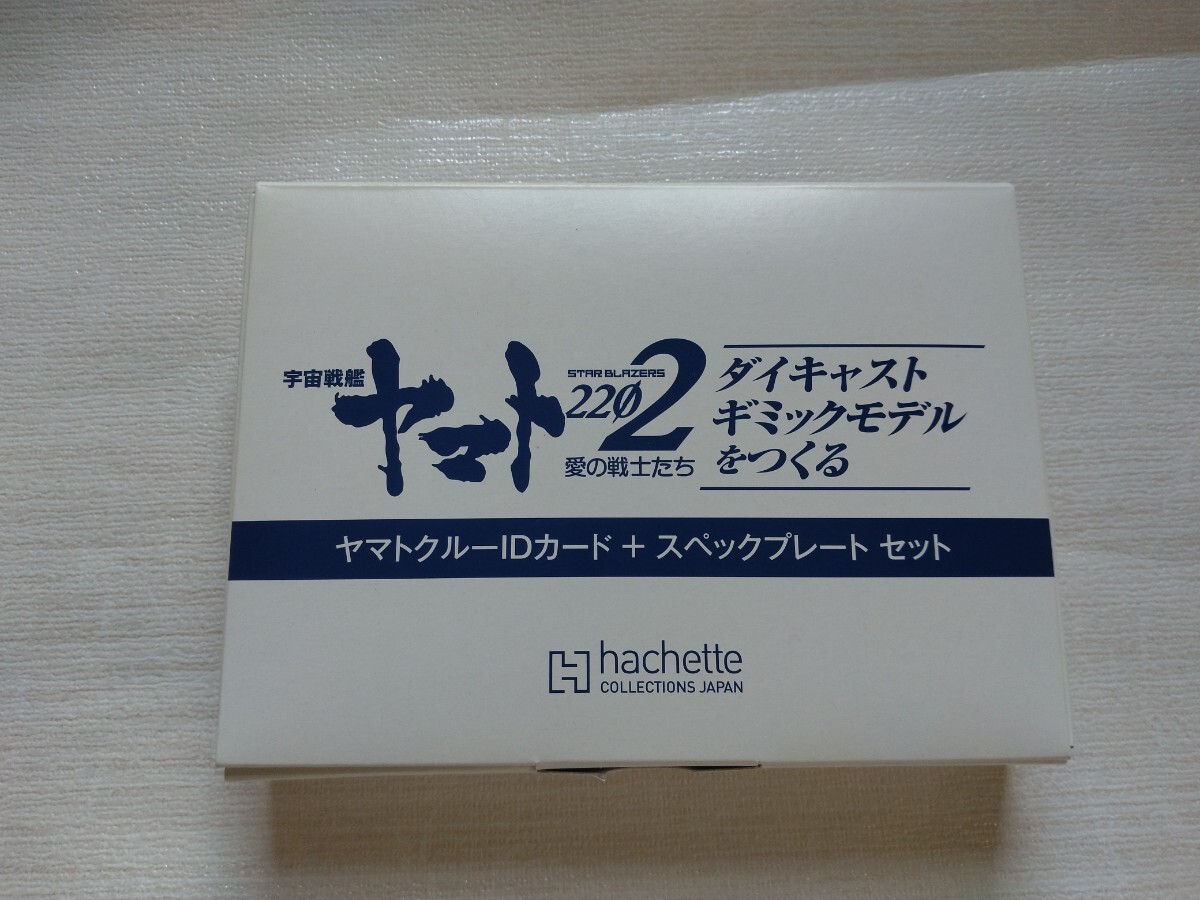 宇宙戦艦
ヤマト
STAR BLAZERS
2202
愛の戦士たち
ダイキャスト
ギミックモデル
をつくる
ヤマトクルーIDカード + スペックプレート セット
hachette
COLLECTIONS JAPAN